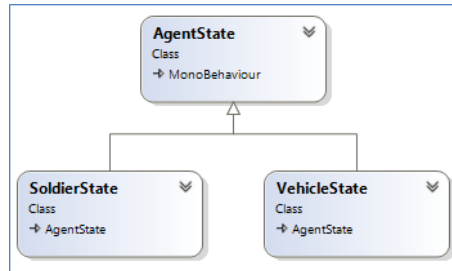 AgentState
Class
MonoBehaviour
SoldierState
Class
AgentState
VehicleState
Class
AgentState